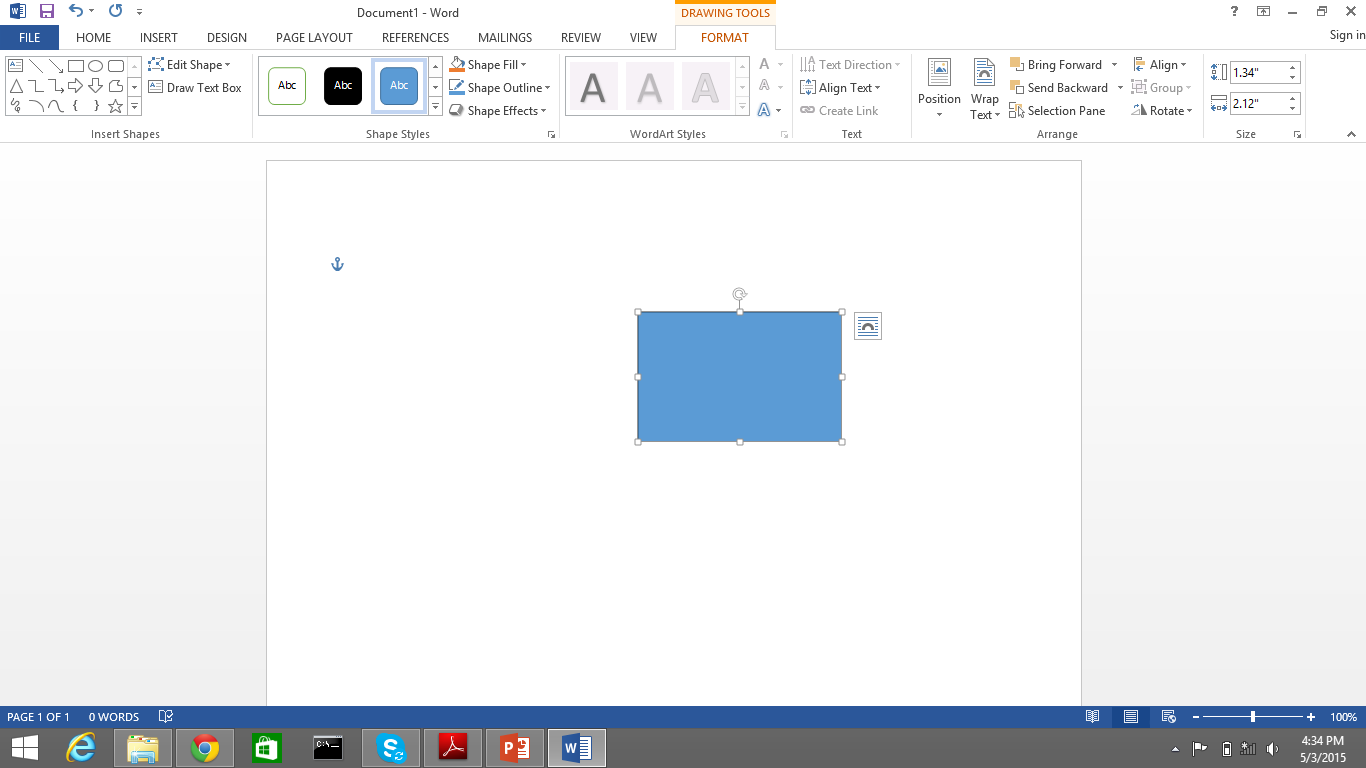 Document1 - Word
DRAWING TOOLS
?
FILE HOME INSERT DESIGN PAGE LAYOUT REFERENCES MAILINGS REVIEW VIEW FORMAT Sign in
Edit Shape
Draw Text Box
Insert Shapes
Abc Abc Abc
Shape Fill
Shape Outline
Shape Effects
Shape Styles
A A A
A
A
A
WordArt Styles
Text Direction
Align Text
Create Link
Text
Position
Wrap
Text
Bring Forward
Send Backward
Selection Pane
Align
Group
Rotate
Arrange
1.34"
2.12"
Size
PAGE 1 OF 1 0 WORDS 100%
C:\
4:34 PM
5/3/2015